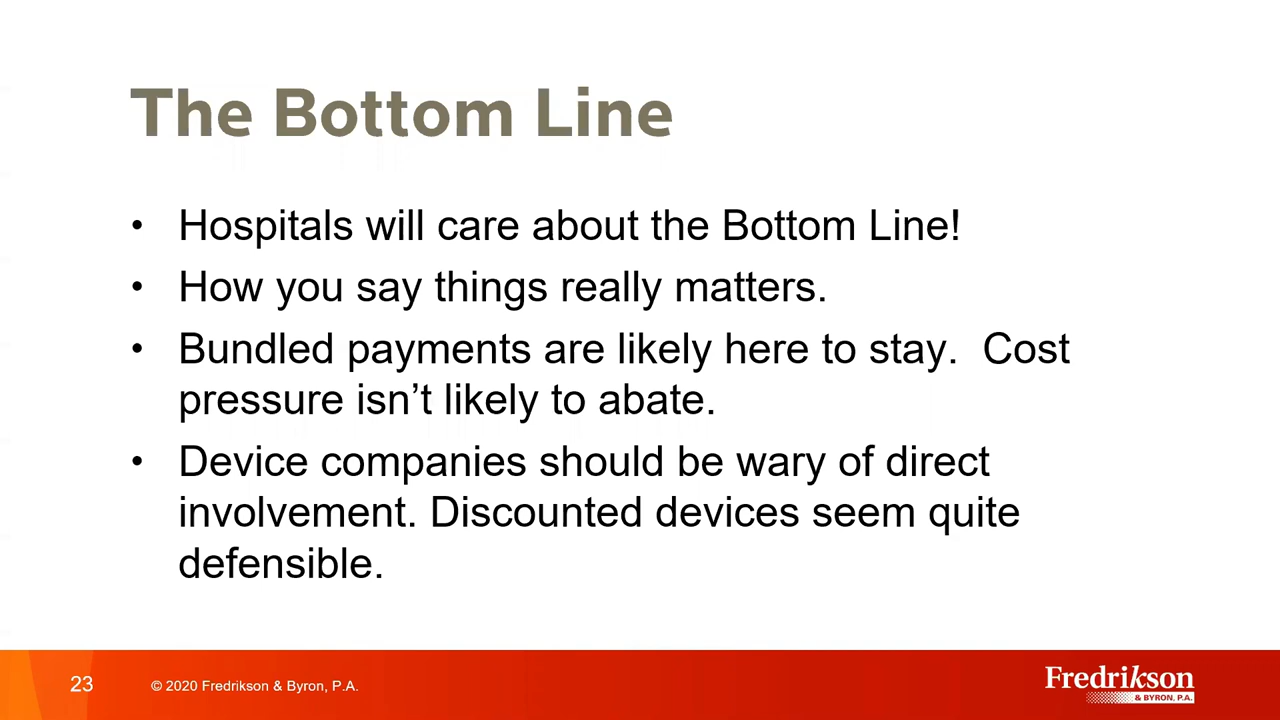 The Bottom Line
• Hospitals will care about the Bottom Line!
• How you say things really matters.
• Bundled payments are likely here to stay.  Cost
pressure isn’t likely to abate.
• Device companies should be wary of direct
involvement. Discounted devices seem quite
defensible.
23
© 2020 Fredrikson & Byron, P.A.
Fredrikson
& BYRON, P.A.